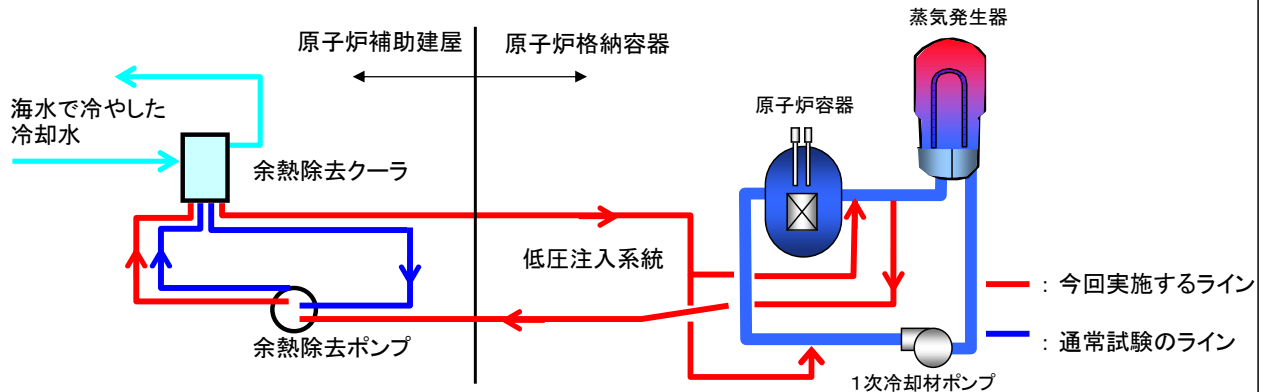 蒸気発生器
原子炉補助建屋
原子炉格納容器
海水で冷やした
冷却水
原子炉容器
余熱除去クーラ
低圧注入系統
： 今回実施するライン
余熱除去ポンプ
： 通常試験のライン
１次冷却材ポンプ